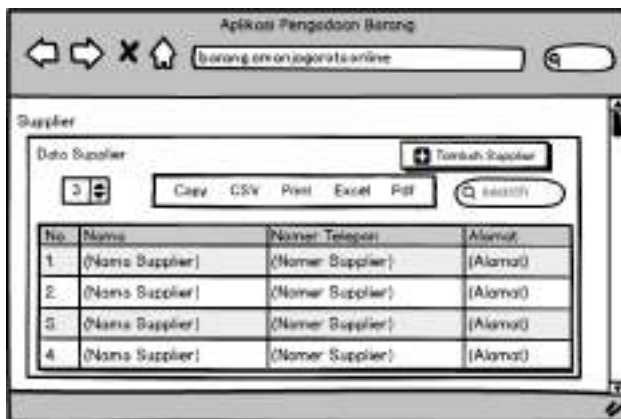 Aplikasi Pengadaan Barang
barang.amanjagorato.online
Supplier
Data Supplier
Tambah Supplier
3 Copy CSV Print Excel Pdf search
No Nama Nomer Telepon Alamat
1. (Nama Supplier) (Nomer Supplier) (Alamat)
2. (Nama Supplier) (Nomer Supplier) (Alamat)
3. (Nama Supplier) (Nomer Supplier) (Alamat)
4. (Nama Supplier) (Nomer Supplier) (Alamat)